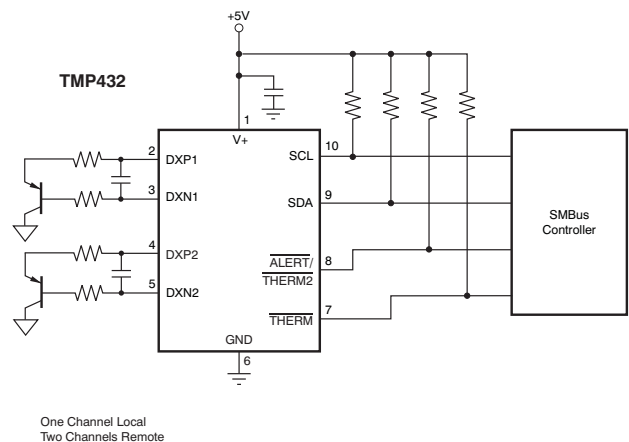 +5V
TMP432
1
V+
2 DXP1
3 DXN1
4 DXP2
5 DXN2
SCL 10
SDA 9
ALERT/ 8
THERM2
THERM 7
GND
6
SMBus
Controller
One Channel Local
Two Channels Remote